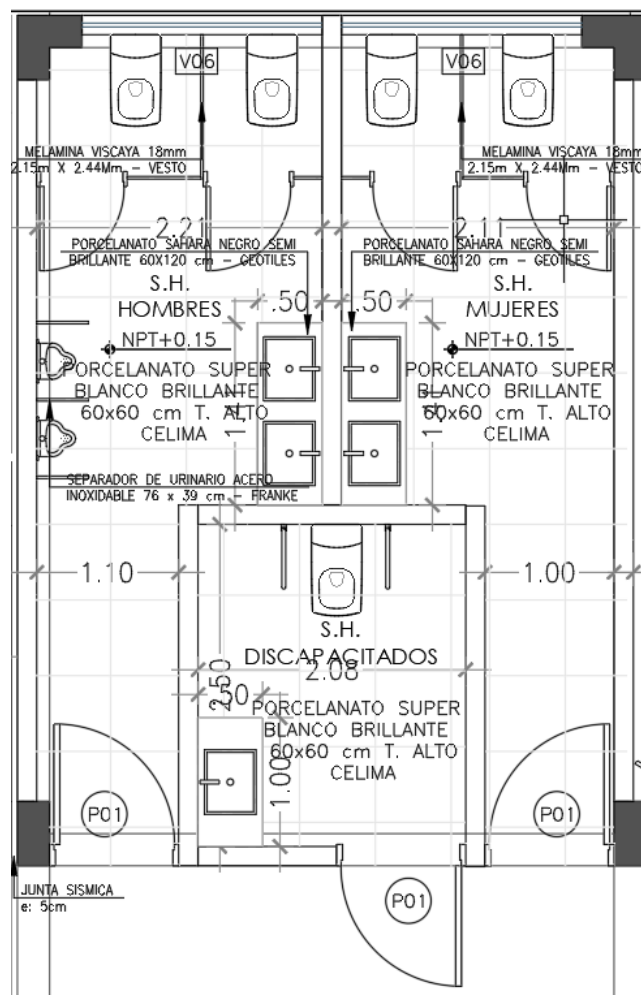 V06
V06
MELAMINA VISCAYA 18mm
2.15m X 2.44Mm - VESTO
MELAMINA VISCAYA 18mm
2.15m X 2.44Mm - VESTO
2.21
2.11
PORCELANATO SAHARA NEGRO SEMI
BRILLANTE 60X120 cm - GEOTILES
PORCELANATO SAHARA NEGRO SEMI
BRILLANTE 60X120 cm - GEOTILES
S.H.
HOMBRES
S.H.
MUJERES
.50
.50
NPT+0.15
NPT+0.15
PORCELANATO SUPER
BLANCO BRILLANTE
60x60 cm T. ALTO
CELIMA
PORCELANATO SUPER
BLANCO BRILLANTE
60x60 cm T. ALTO
CELIMA
SEPARADOR DE URINARIO ACERO
INOXIDABLE 76 x 39 cm - FRANKE
1.10
1.00
S.H.
DISCAPACITADOS
2.08
2.50
.50
PORCELANATO SUPER
BLANCO BRILLANTE
60x60 cm T. ALTO
CELIMA
1.00
P01
P01
P01
JUNTA SISMICA
e: 5cm